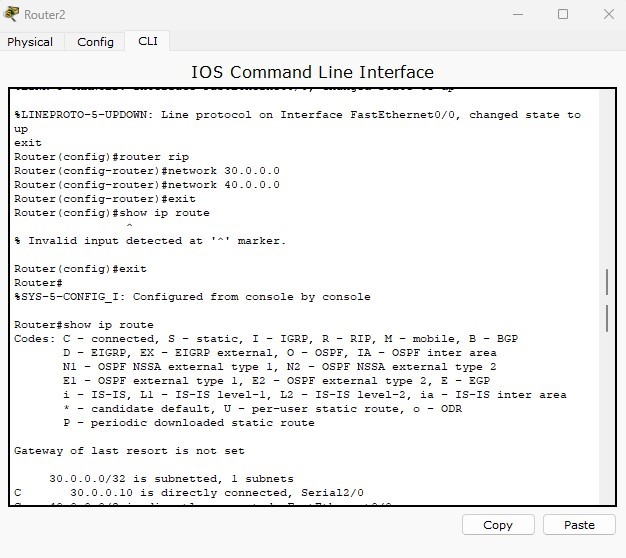 Router2
Physical Config CLI
IOS Command Line Interface
%LINEPROTO-5-UPDOWN: Line protocol on Interface FastEthernet0/0, changed state to
up
exit
Router(config)#router rip
Router(config-router)#network 30.0.0.0
Router(config-router)#network 40.0.0.0
Router(config-router)#exit
Router(config)#show ip route
^
% Invalid input detected at '^' marker.
Router(config)#exit
Router#
%SYS-5-CONFIG_I: Configured from console by console
Router#show ip route
Codes: C - connected, S - static, I - IGRP, R - RIP, M - mobile, B - BGP
D - EIGRP, EX - EIGRP external, O - OSPF, IA - OSPF inter area
N1 - OSPF NSSA external type 1, N2 - OSPF NSSA external type 2
E1 - OSPF external type 1, E2 - OSPF external type 2, E - EGP
i - IS-IS, L1 - IS-IS level-1, L2 - IS-IS level-2, ia - IS-IS inter area
* - candidate default, U - per-user static route, o - ODR
P - periodic downloaded static route
Gateway of last resort is not set
30.0.0.0/32 is subnetted, 1 subnets
C 30.0.0.10 is directly connected, Serial2/0
Copy Paste